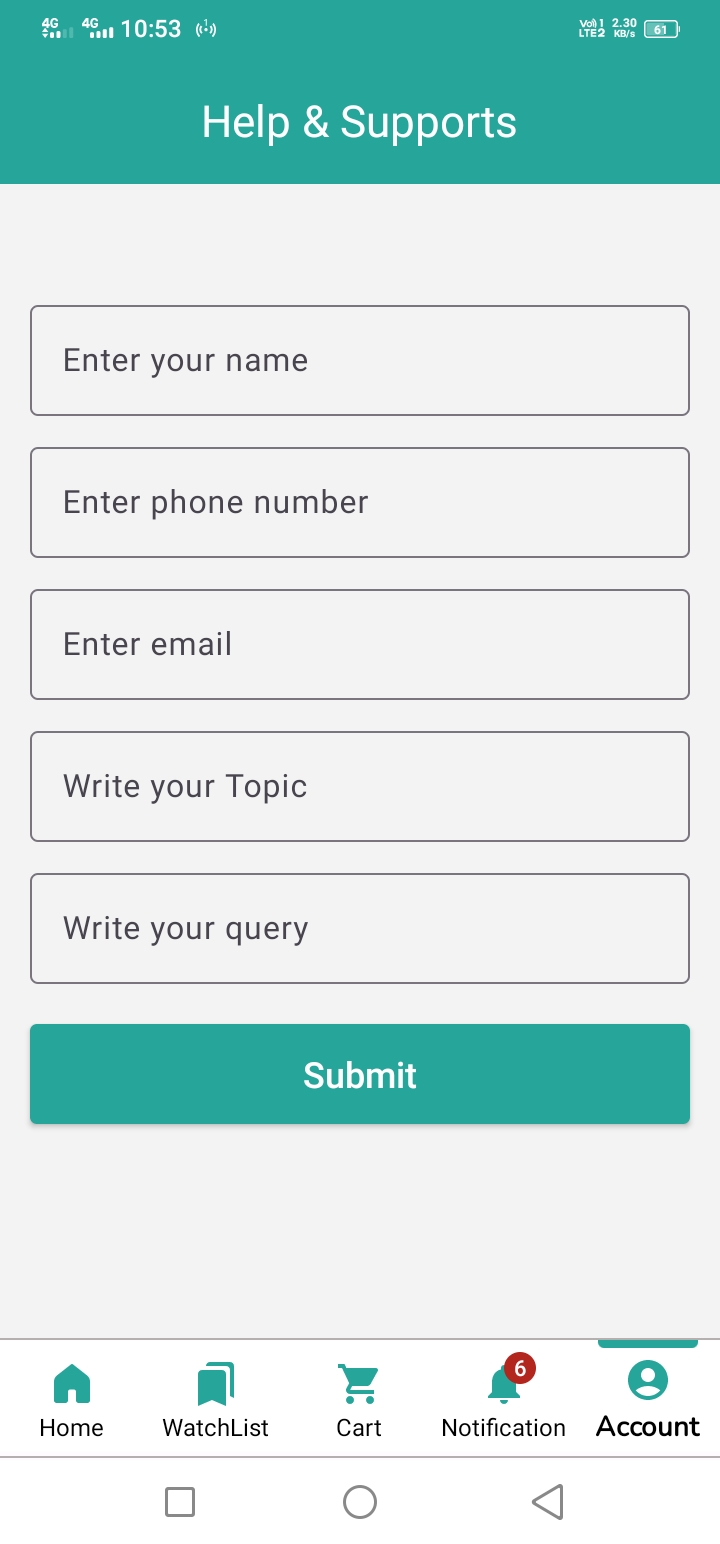 4G 4G 10:53 1 Vo)) 1 LTE2 2.30 KB/s 61
Help & Supports
Enter your name
Enter phone number
Enter email
Write your Topic
Write your query
Submit
6
Home WatchList Cart Notification Account